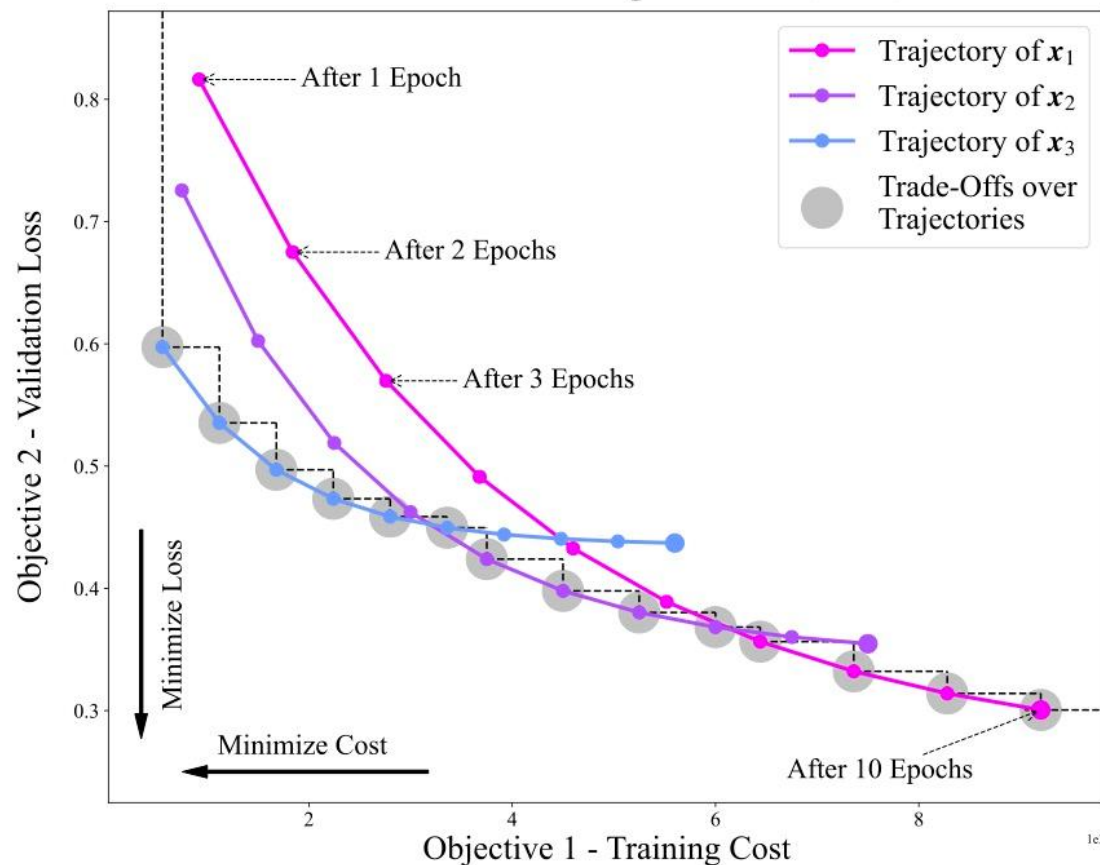 Trajectory of x₁
Trajectory of x₂
Trajectory of x₃
Trade-Offs over
Trajectories
After 1 Epoch
After 2 Epochs
After 3 Epochs
After 10 Epochs
Minimize Loss
Minimize Cost
Objective 2 - Validation Loss
0.8
0.7
0.6
0.5
0.4
0.3
2
4
6
8
Objective 1 - Training Cost